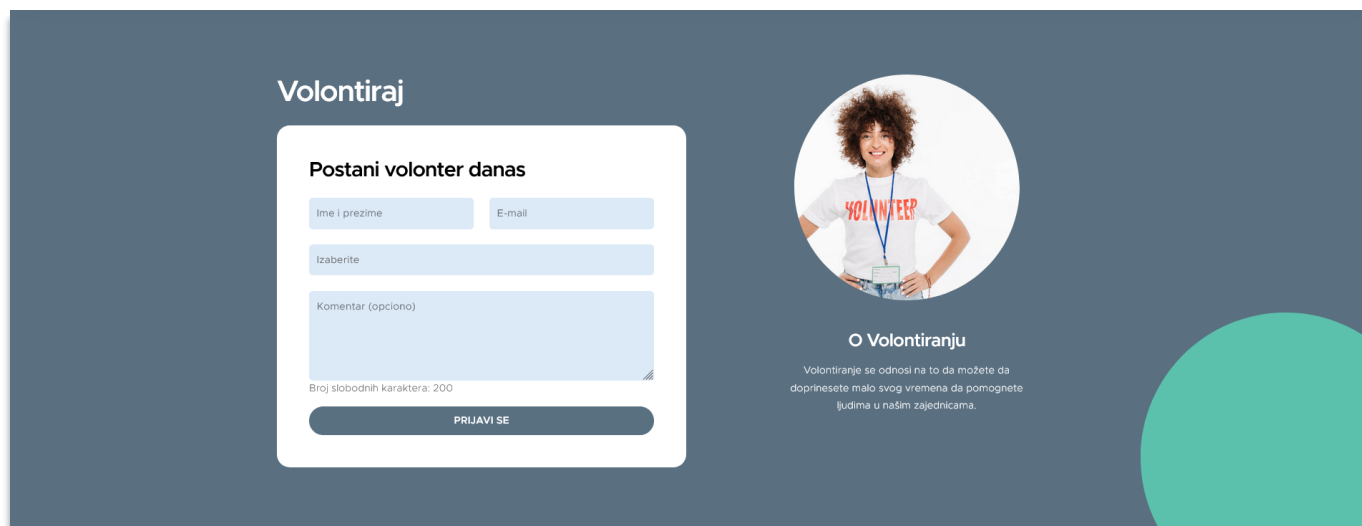 Volontiraj
Postani volonter danas
Ime i prezime
E-mail
Izaberite
Komentar (opciono)
Broj slobodnih karaktera: 200
PRIJAVI SE
VOLUNTEER
O Volontiranju
Volontiranje se odnosi na to da možete da
doprinesete malo svog vremena da pomognete
ljudima u našim zajednicama.